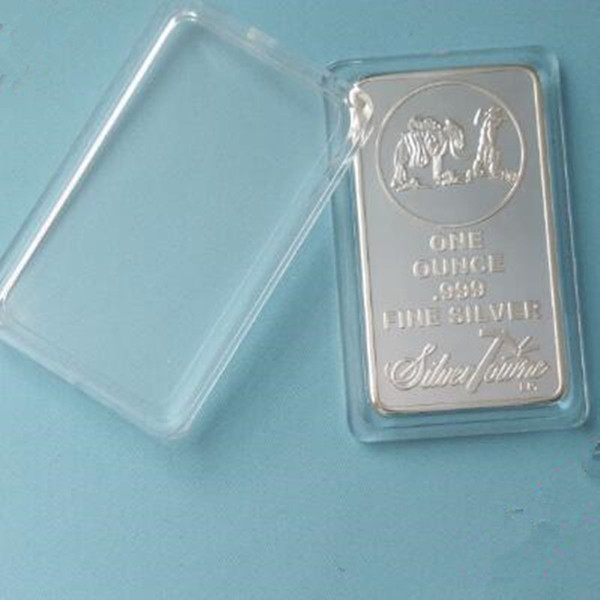 ONE
OUNCE
.999
FINE SILVER
SilverTowne